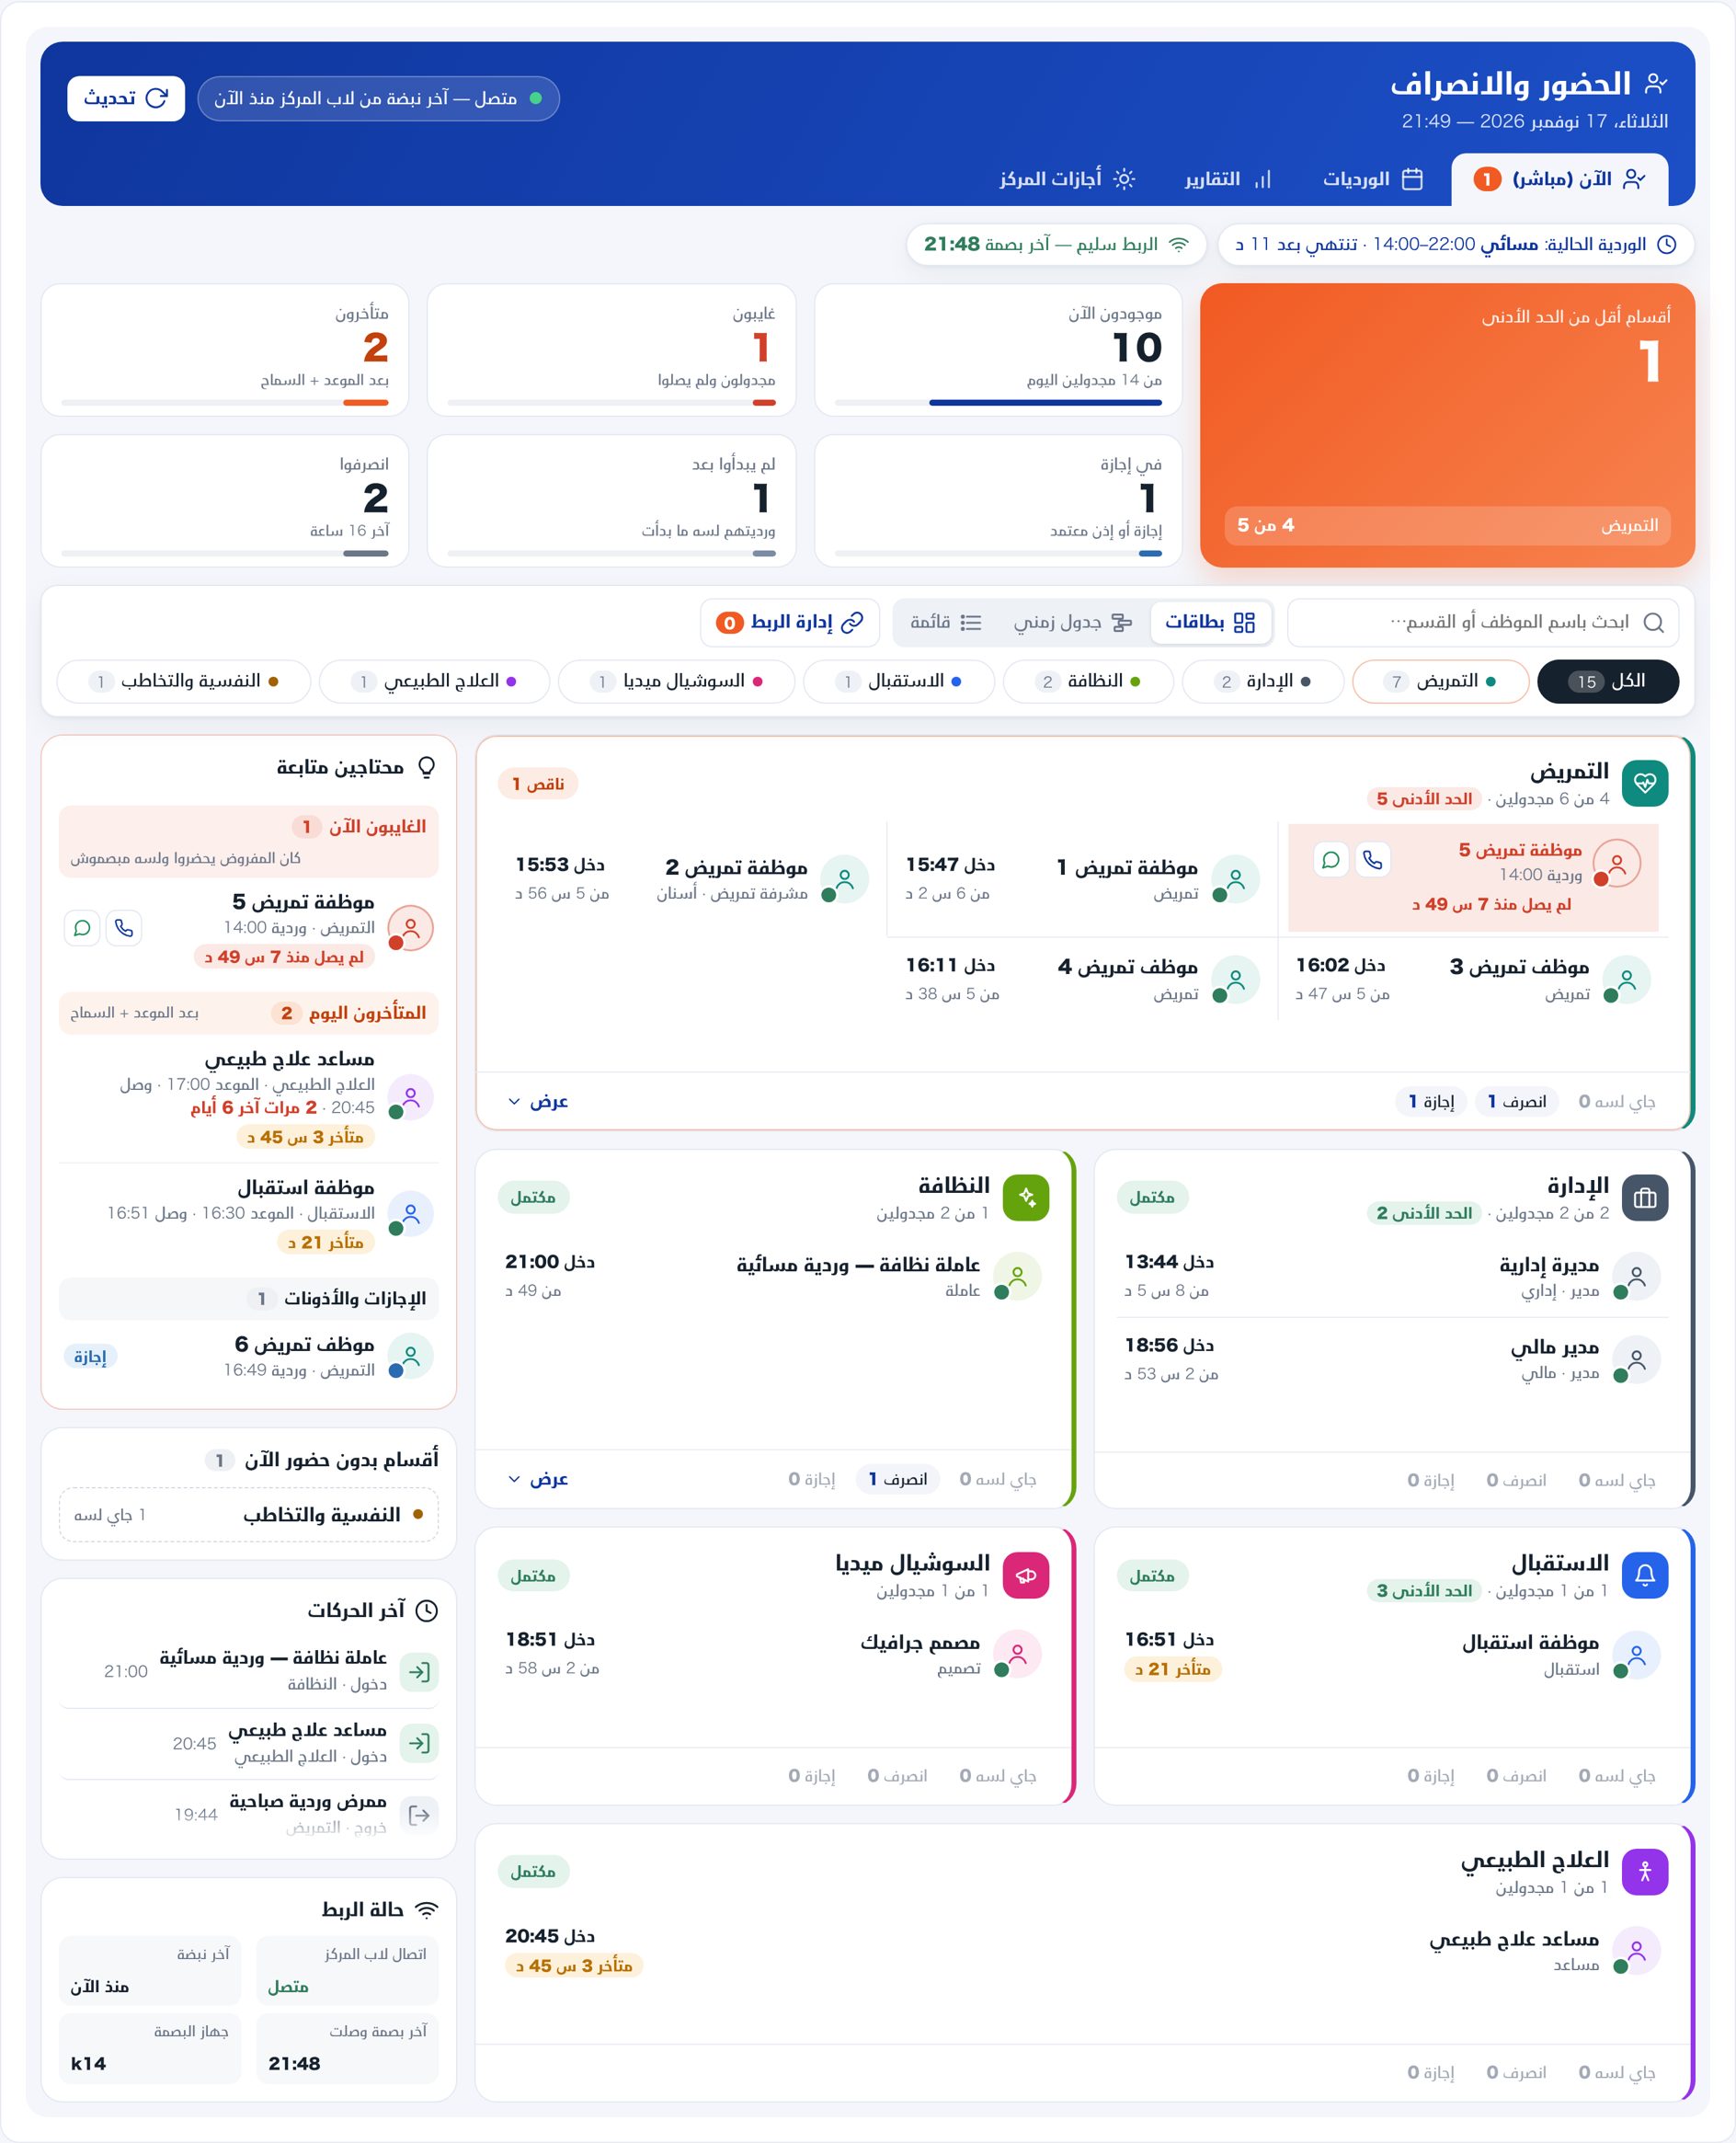 الحضور والانصراف
الثلاثاء، 17 نوفمبر 2026 — 21:49
متصل — آخر نبضة من لاب المركز منذ الآن
تحديث
الآن (مباشر) 1
الورديات
التقارير
أجازات المركز
الوردية الحالية: مسائي 22:00–14:00 · تنتهي بعد 11 د
الربط سليم — آخر بصمة 21:48
أقسام أقل من الحد الأدنى
1
التمريض 4 من 5
موجودون الآن
10
من 14 مجدولين اليوم
غايبون
1
مجدولون ولم يصلوا
متأخرون
2
بعد الموعد + السماح
في إجازة
1
إجازة أو إذن معتمد
لم يبدأوا بعد
1
ورديتهم لسه ما بدأت
انصرفوا
2
آخر 16 ساعة
ابحث باسم الموظف أو القسم...
بطاقات
جدول زمني
قائمة
إدارة الربط 0
الكل 15
التمريض 7
الإدارة 2
النظافة 2
الاستقبال 1
السوشيال ميديا 1
العلاج الطبيعي 1
النفسية والتخاطب 1
التمريض
4 من 6 مجدولين · الحد الأدنى 5
ناقص 1
موظفة تمريض 5
وردية 14:00
لم يصل منذ 7 س 49 د
موظفة تمريض 1
تمريض
دخل 15:47
من 6 س 2 د
موظفة تمريض 2
مشرفة تمريض · أسنان
دخل 15:53
من 5 س 56 د
موظف تمريض 3
تمريض
دخل 16:02
من 5 س 47 د
موظف تمريض 4
تمريض
دخل 16:11
من 5 س 38 د
جاي لسه 0
انصرف 1
إجازة 1
عرض
الإدارة
2 من 2 مجدولين · الحد الأدنى 2
مكتمل
مديرة إدارية
مدير · إداري
دخل 13:44
من 8 س 5 د
مدير مالي
مدير · مالي
دخل 18:56
من 2 س 53 د
جاي لسه 0
انصرف 0
إجازة 0
النظافة
1 من 2 مجدولين
مكتمل
عاملة نظافة — وردية مسائية
عاملة
دخل 21:00
من 49 د
جاي لسه 0
انصرف 1
إجازة 0
عرض
الاستقبال
1 من 1 مجدولين · الحد الأدنى 3
مكتمل
موظفة استقبال
استقبال
دخل 16:51
متأخر 21 د
جاي لسه 0
انصرف 0
إجازة 0
السوشيال ميديا
1 من 1 مجدولين
مكتمل
مصمم جرافيك
تصميم
دخل 18:51
من 2 س 58 د
جاي لسه 0
انصرف 0
إجازة 0
العلاج الطبيعي
1 من 1 مجدولين
مكتمل
مساعد علاج طبيعي
مساعد
دخل 20:45
متأخر 3 س 45 د
جاي لسه 0
انصرف 0
إجازة 0
محتاجين متابعة
الغايبون الآن 1
كان المفروض يحضروا ولسه مبصموش
موظفة تمريض 5
التمريض · وردية 14:00
لم يصل منذ 7 س 49 د
المتأخرون اليوم 2
بعد الموعد + السماح
مساعد علاج طبيعي
العلاج الطبيعي · الموعد 17:00 · وصل
20:45 · 2 مرات آخر 6 أيام
متأخر 3 س 45 د
موظفة استقبال
الاستقبال · الموعد 16:30 · وصل 16:51
متأخر 21 د
الإجازات والأذونات 1
موظف تمريض 6
التمريض · وردية 16:49
إجازة
أقسام بدون حضور الآن 1
النفسية والتخاطب
1 جاي لسه
آخر الحركات
عاملة نظافة — وردية مسائية
دخول · النظافة
21:00
مساعد علاج طبيعي
دخول · العلاج الطبيعي
20:45
ممرض وردية صباحية
خروج · التمريض
19:44
حالة الربط
اتصال لاب المركز
متصل
آخر نبضة
منذ الآن
آخر بصمة وصلت
21:48
جهاز البصمة
k14